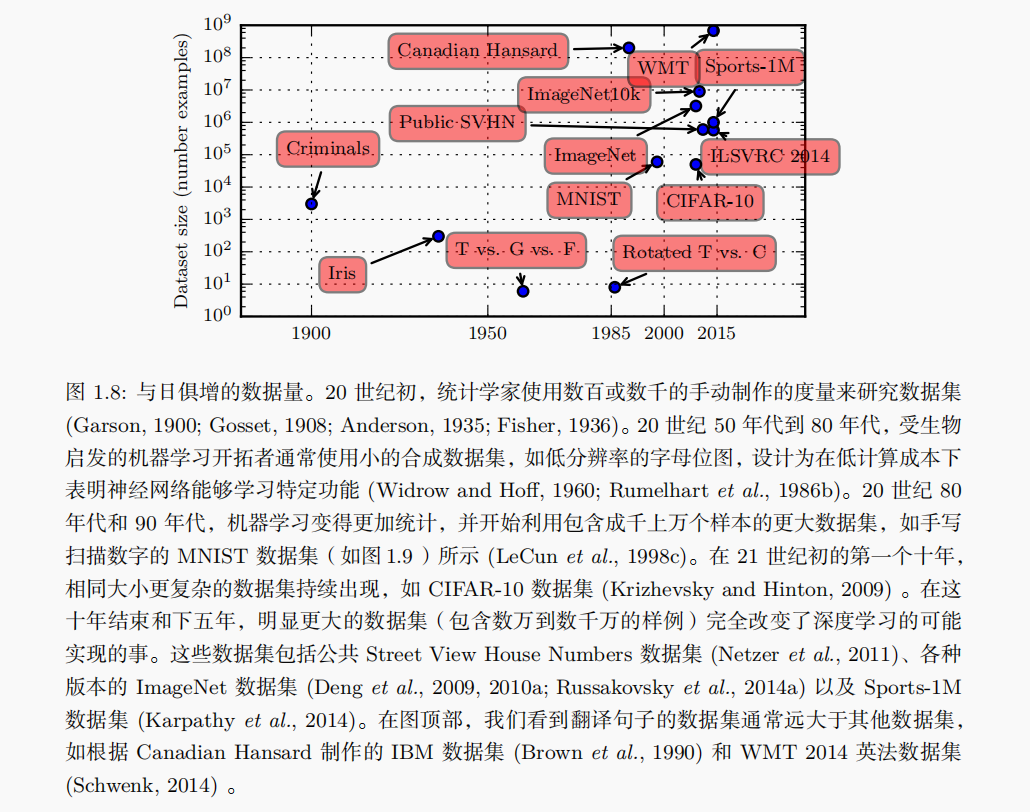 10⁹
10⁸
10⁷
10⁶
10⁵
10⁴
10³
10²
10¹
10⁰
Dataset size (number examples)
Canadian Hansard
WMT
Sports-1M
ImageNet10k
Public SVHN
Criminals
ImageNet
ILSVRC 2014
MNIST
CIFAR-10
T vs. G vs. F
Rotated T vs. C
Iris
1900 1950 1985 2000 2015
图 1.8: 与日俱增的数据量。20 世纪初，统计学家使用数百或数千的手动制作的度量来研究数据集
(Garson, 1900; Gosset, 1908; Anderson, 1935; Fisher, 1936)。20 世纪 50 年代到 80 年代，受生物
启发的机器学习开拓者通常使用小的合成数据集，如低分辨率的字母位图，设计为在低计算成本下
表明神经网络能够学习特定功能 (Widrow and Hoff, 1960; Rumelhart et al., 1986b)。20 世纪 80
年代和 90 年代，机器学习变得更加统计，并开始利用包含成千上万个样本的更大数据集，如手写
扫描数字的 MNIST 数据集（如图1.9 ）所示 (LeCun et al., 1998c)。在 21 世纪初的第一个十年，
相同大小更复杂的数据集持续出现，如 CIFAR-10 数据集 (Krizhevsky and Hinton, 2009) 。在这
十年结束和下五年，明显更大的数据集（包含数万到数千万的样例）完全改变了深度学习的可能
实现的事。这些数据集包括公共 Street View House Numbers 数据集 (Netzer et al., 2011)、各种
版本的 ImageNet 数据集 (Deng et al., 2009, 2010a; Russakovsky et al., 2014a) 以及 Sports-1M
数据集 (Karpathy et al., 2014)。在图顶部，我们看到翻译句子的数据集通常远大于其他数据集，
如根据 Canadian Hansard 制作的 IBM 数据集 (Brown et al., 1990) 和 WMT 2014 英法数据集
(Schwenk, 2014) 。